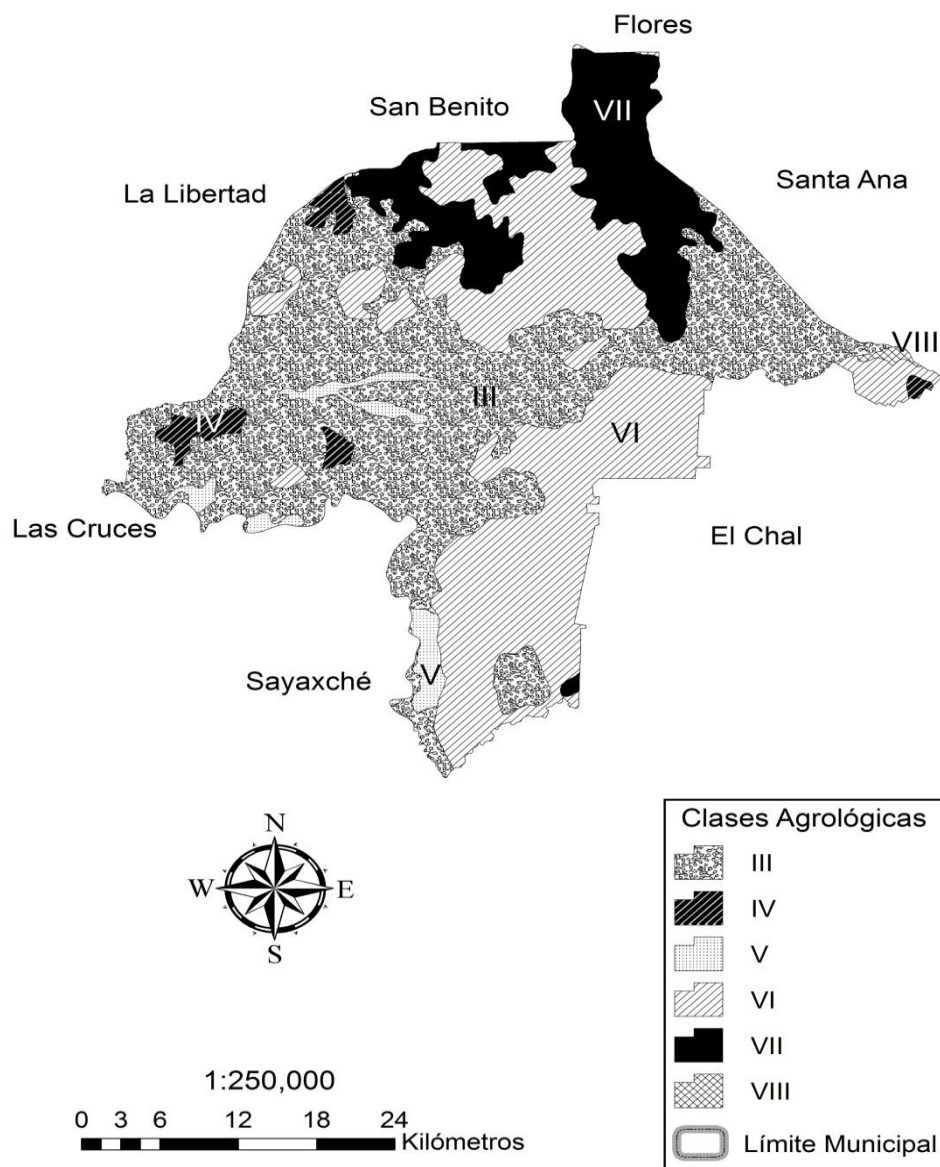 Flores
San Benito
VII
La Libertad
Santa Ana
VIII
III
IV
VI
Las Cruces
El Chal
Sayaxché
V
N
W E
S
1:250,000
0 3 6 12 18 24
Kilómetros
Clases Agrológicas
III
IV
V
VI
VII
VIII
Límite Municipal